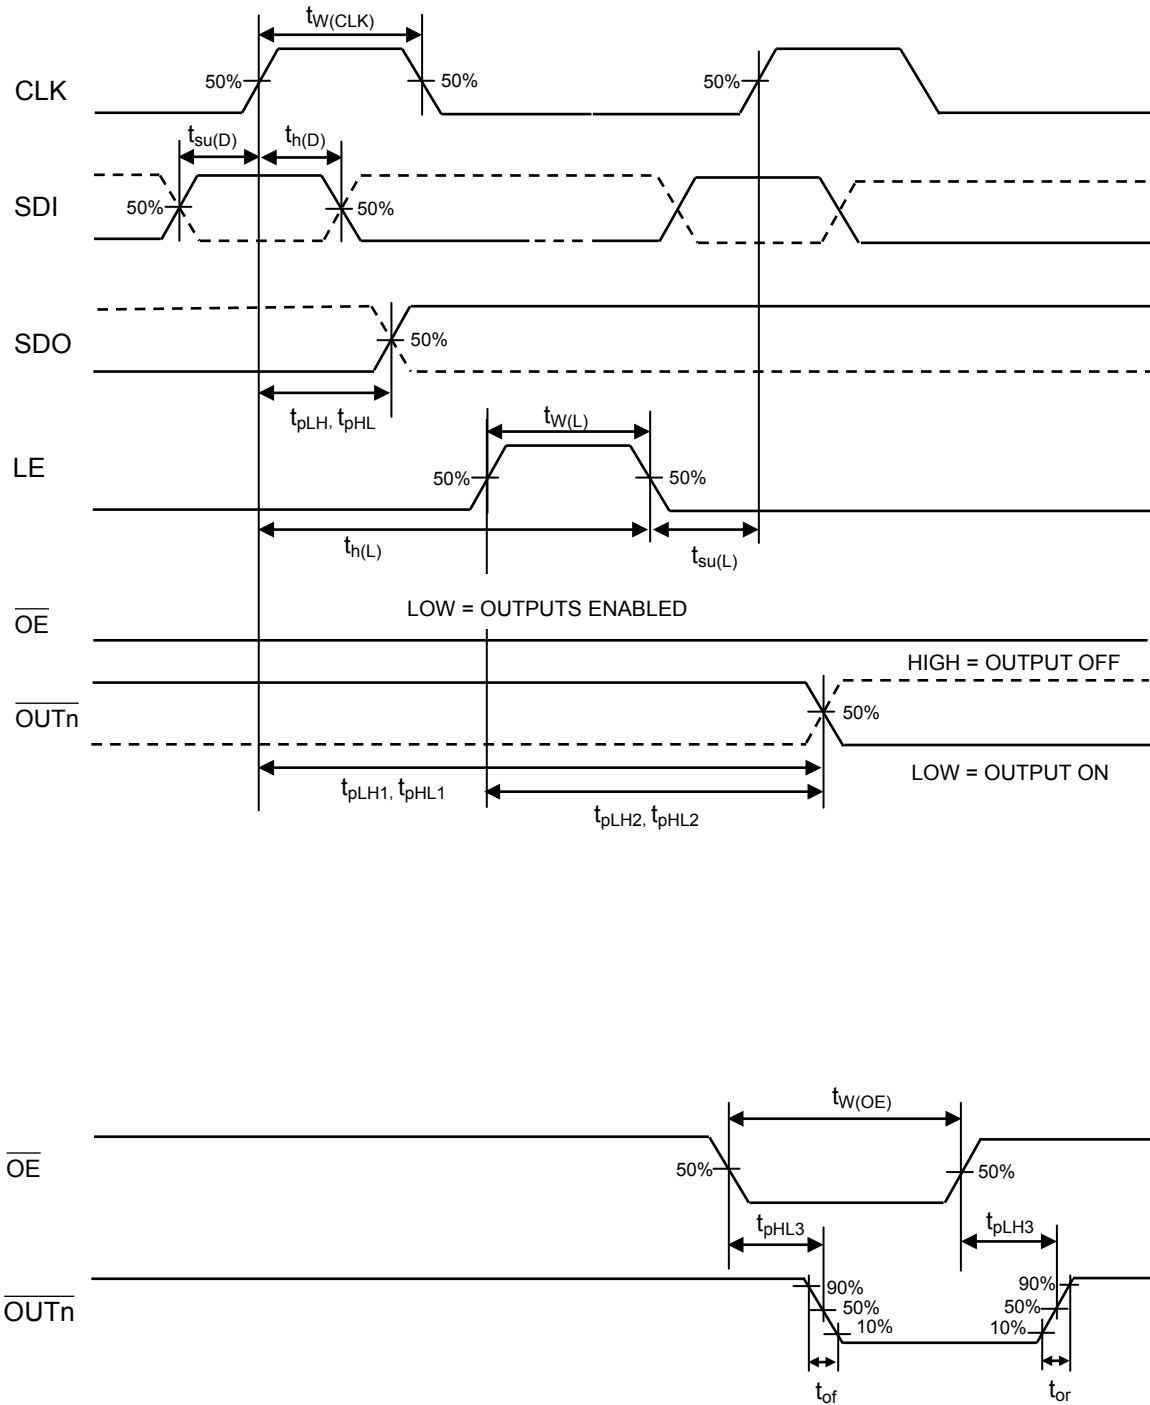 tW(CLK)
CLK
50%
50%
50%
tsu(D)
th(D)
SDI
50%
50%
SDO
50%
tpLH, tpHL
tW(L)
LE
50%
50%
th(L)
tsu(L)
OE
LOW = OUTPUTS ENABLED
HIGH = OUTPUT OFF
OUTn
50%
LOW = OUTPUT ON
tpLH1, tpHL1
tpLH2, tpHL2
tW(OE)
OE
50%
50%
tpHL3
tpLH3
OUTn
90%
50%
10%
90%
50%
10%
tof
tor